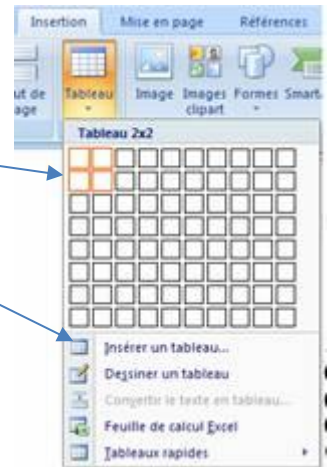 Insertion Mise en page Références
ut de Tableau Image Images Formes Smart
age clipart
Tableau 2x2
Insérer un tableau...
Dessiner un tableau
Convertir le texte en tableau...
Feuille de calcul Excel
Tableaux rapides